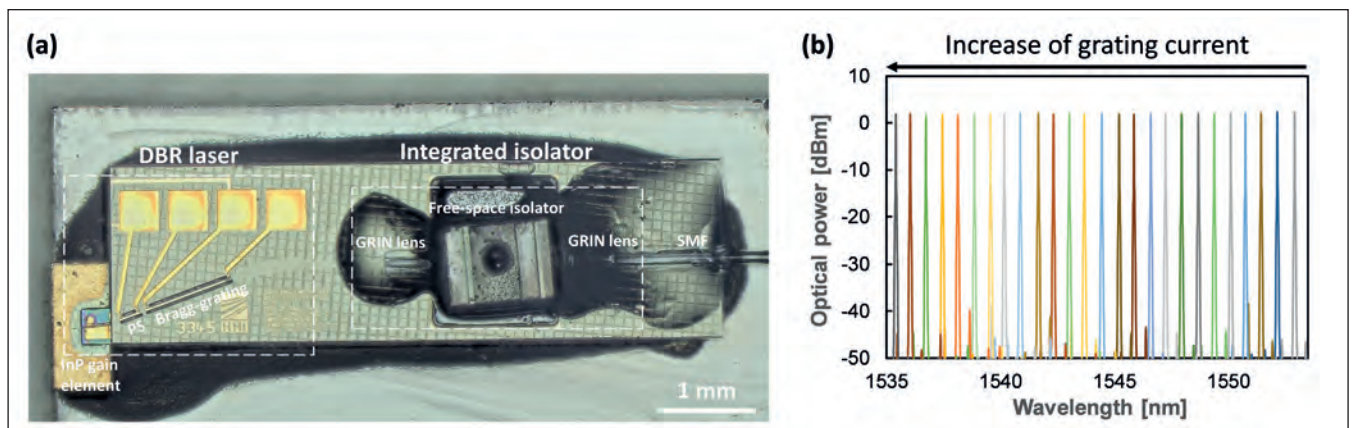 (a)
DBR laser
Integrated isolator
Free-space isolator
GRIN lens
GRIN lens
SMF
PS
Bragg-grating
3345
InP gain
element
1 mm
(b)
Increase of grating current
Optical power [dBm]
10
0
-10
-20
-30
-40
-50
1535
1540
1545
1550
Wavelength [nm]